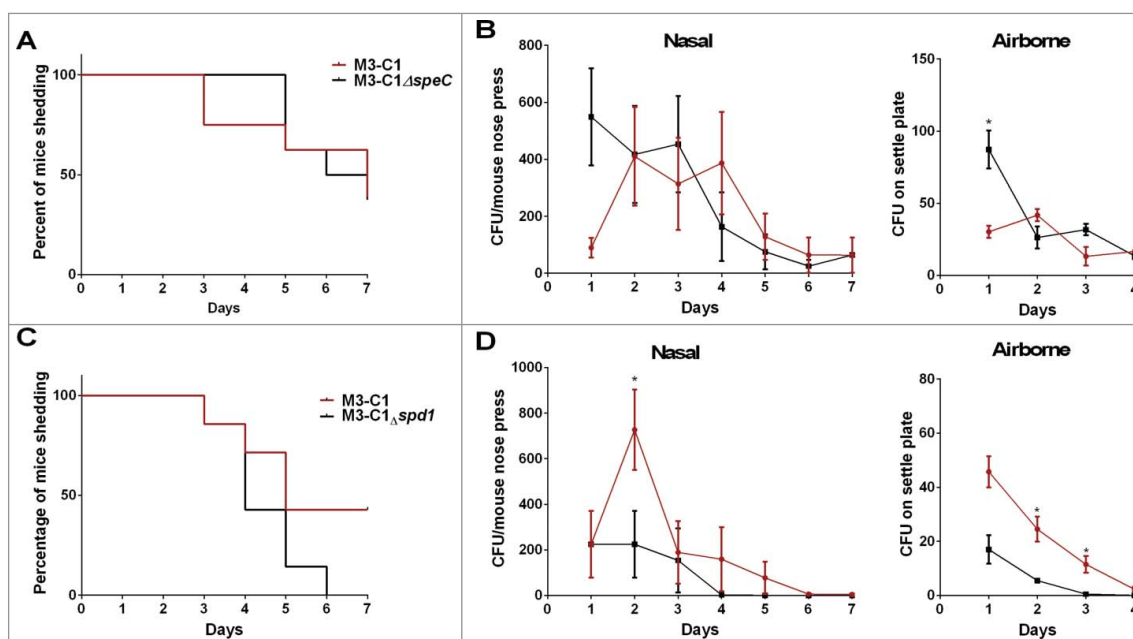 A
M3-C1
M3-C1ΔspeC
Percent of mice shedding
100
50
0
0 1 2 3 4 5 6 7
Days
B
Nasal
CFU/mouse nose press
800
600
400
200
0
0 1 2 3 4 5 6 7
Days
Airborne
CFU on settle plate
150
100
50
0
*
0 1 2 3 4
Days
C
M3-C1
M3-C1Δspd1
Percentage of mice shedding
100
50
0
0 1 2 3 4 5 6 7
Days
D
Nasal
CFU/mouse nose press
1000
800
600
400
200
0
*
0 1 2 3 4 5 6 7
Days
Airborne
CFU on settle plate
80
60
40
20
0
*
*
0 1 2 3 4
Days